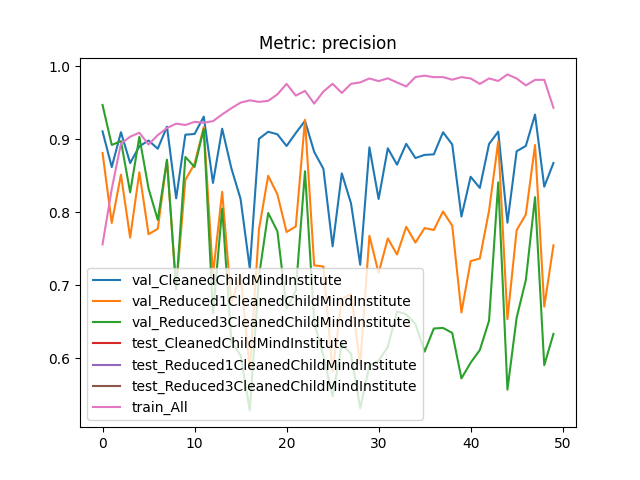 Metric: precision
1.0
0.9
0.8
0.7
0.6
val_CleanedChildMindInstitute
val_Reduced1CleanedChildMindInstitute
val_Reduced3CleanedChildMindInstitute
test_CleanedChildMindInstitute
test_Reduced1CleanedChildMindInstitute
test_Reduced3CleanedChildMindInstitute
train_All
0 10 20 30 40 50